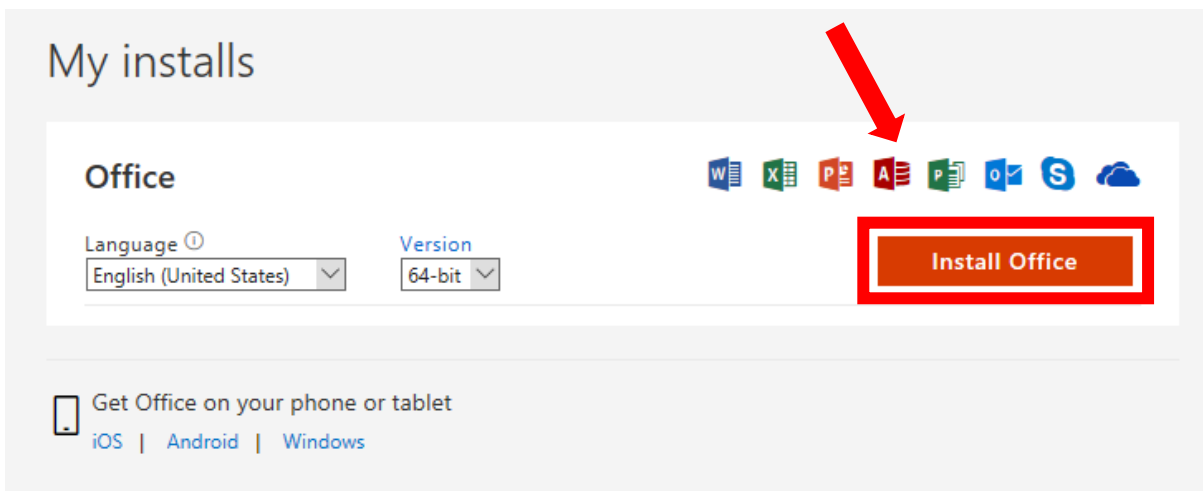 My installs
Office
W X P A P O S
Language Version
English (United States) 64-bit
Install Office
Get Office on your phone or tablet
iOS | Android | Windows